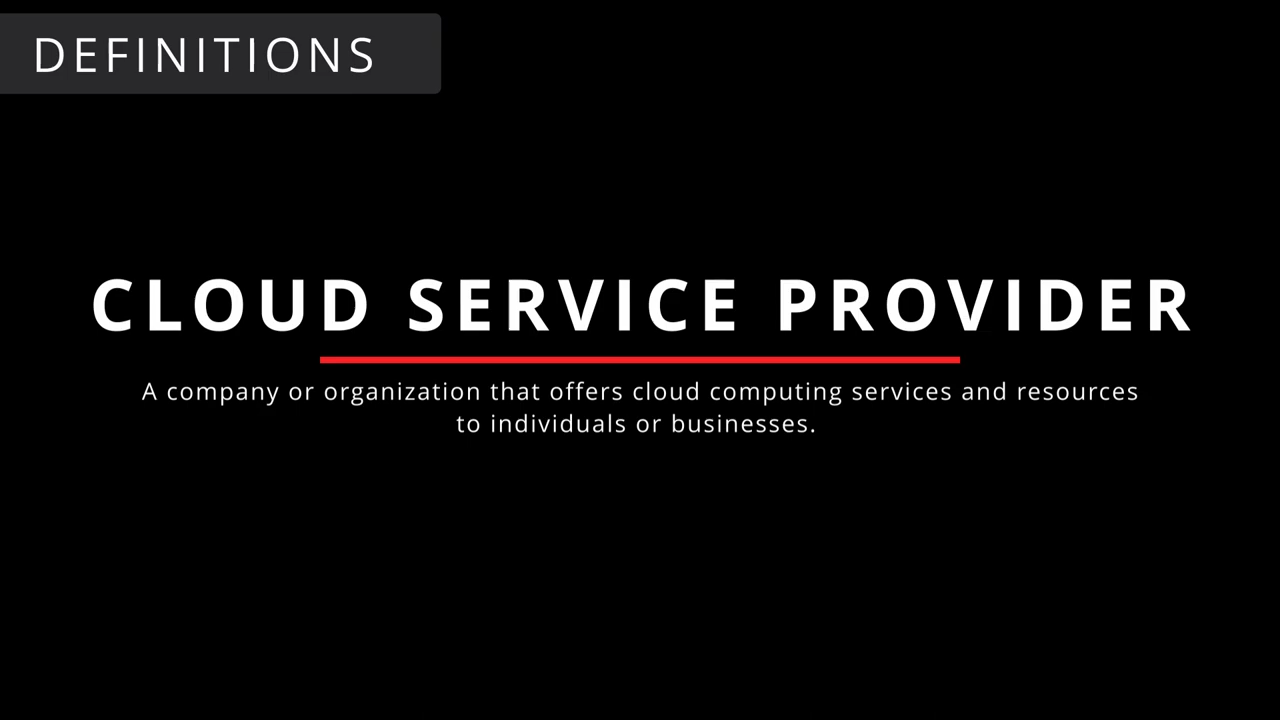 DEFINITIONS
CLOUD SERVICE PROVIDER
A company or organization that offers cloud computing services and resources
to individuals or businesses.